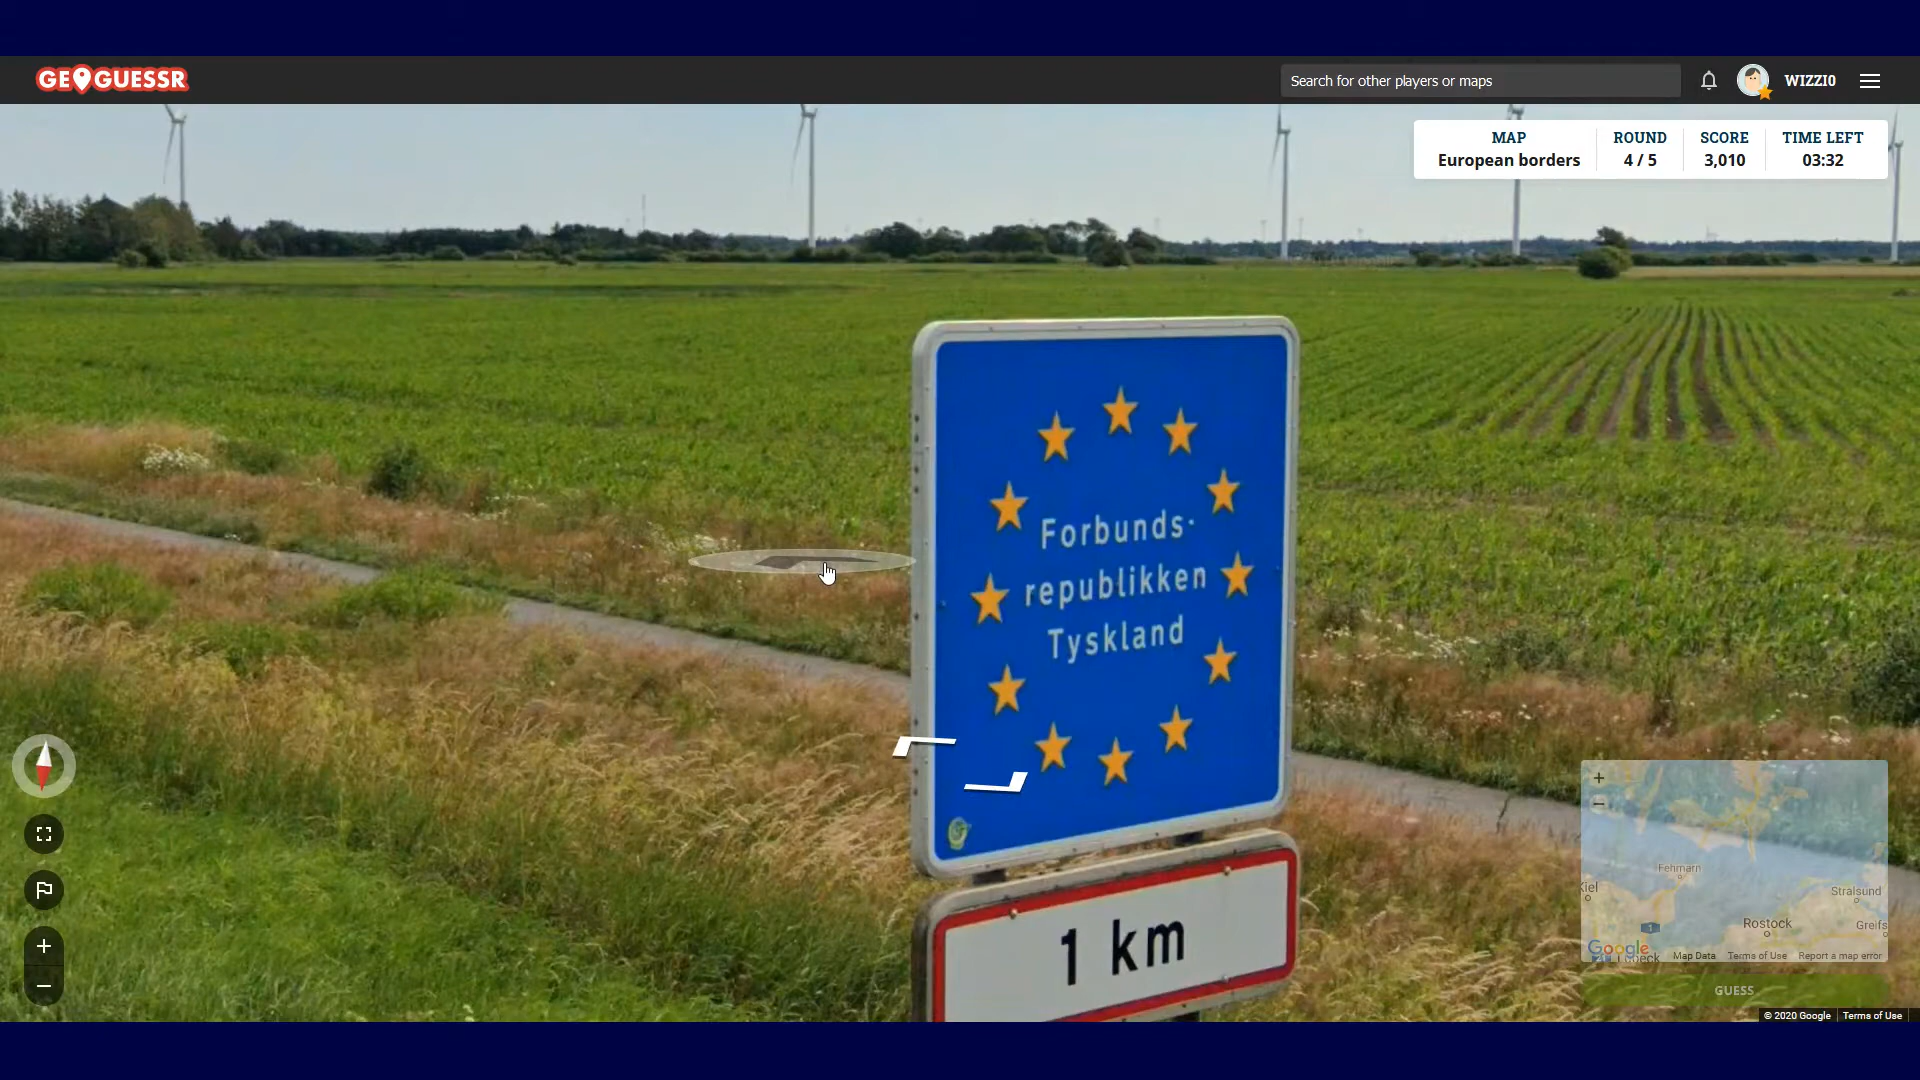 GEOGUESSR
Search for other players or maps
WIZZI0
MAP
European borders
ROUND
4 / 5
SCORE
3,010
TIME LEFT
03:32
Forbunds-
republikken
Tyskland
1 km
Fehmarn
Kiel
Stralsund
Rostock
Greifs
1
Google
Map Data
Terms of Use
Report a map error
GUESS
© 2020 Google
Terms of Use